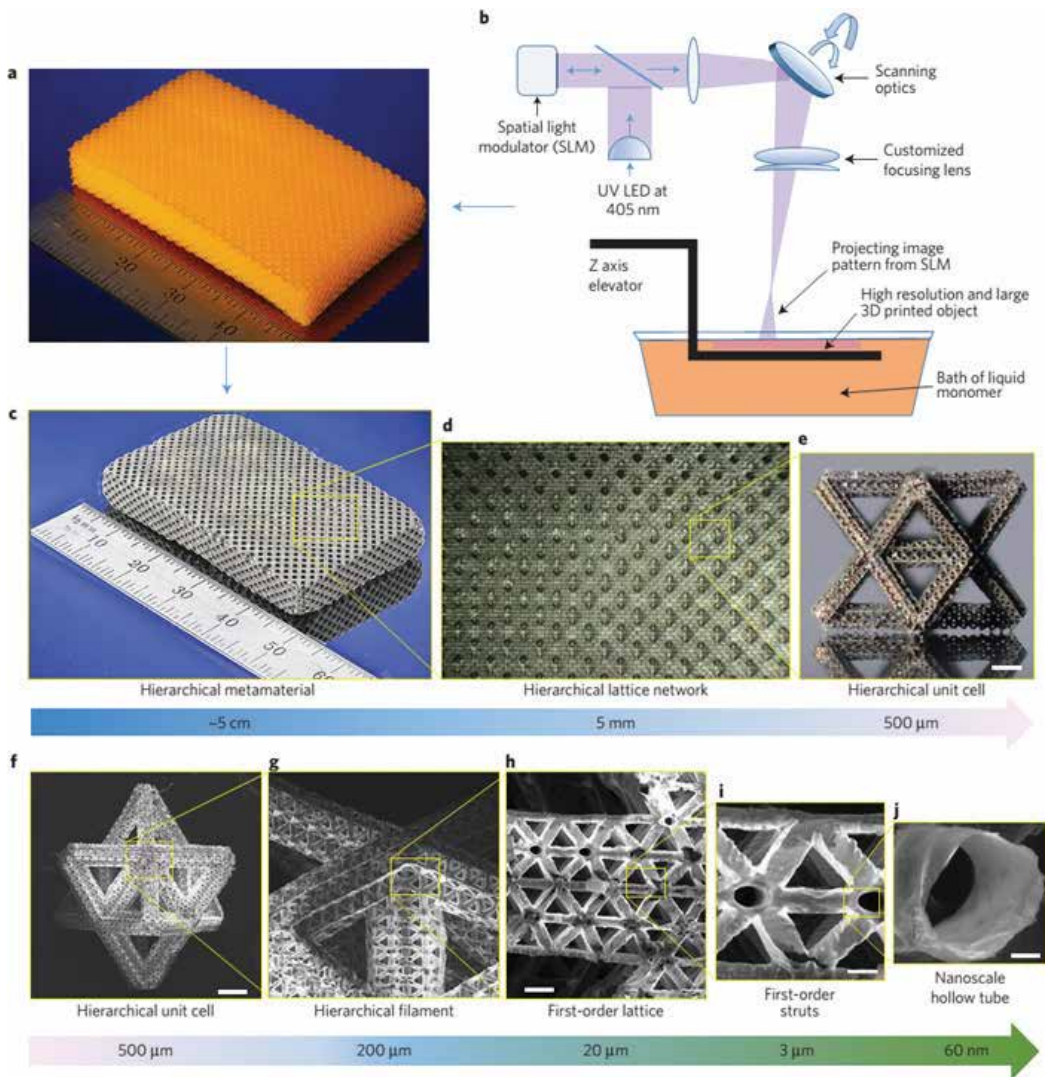 b
a
Spatial light
modulator (SLM)
UV LED at
405 nm
Scanning
optics
Customized
focusing lens
Z axis
elevator
Projecting image
pattern from SLM
High resolution and large
3D printed object
Bath of liquid
monomer
10
20
30
40
c
d
e
10
20
30
40
50
60
Hierarchical metamaterial
Hierarchical lattice network
Hierarchical unit cell
~5 cm
5 mm
500 μm
f
g
h
i
j
Hierarchical unit cell
Hierarchical filament
First-order lattice
First-order
struts
Nanoscale
hollow tube
500 μm
200 μm
20 μm
3 μm
60 nm